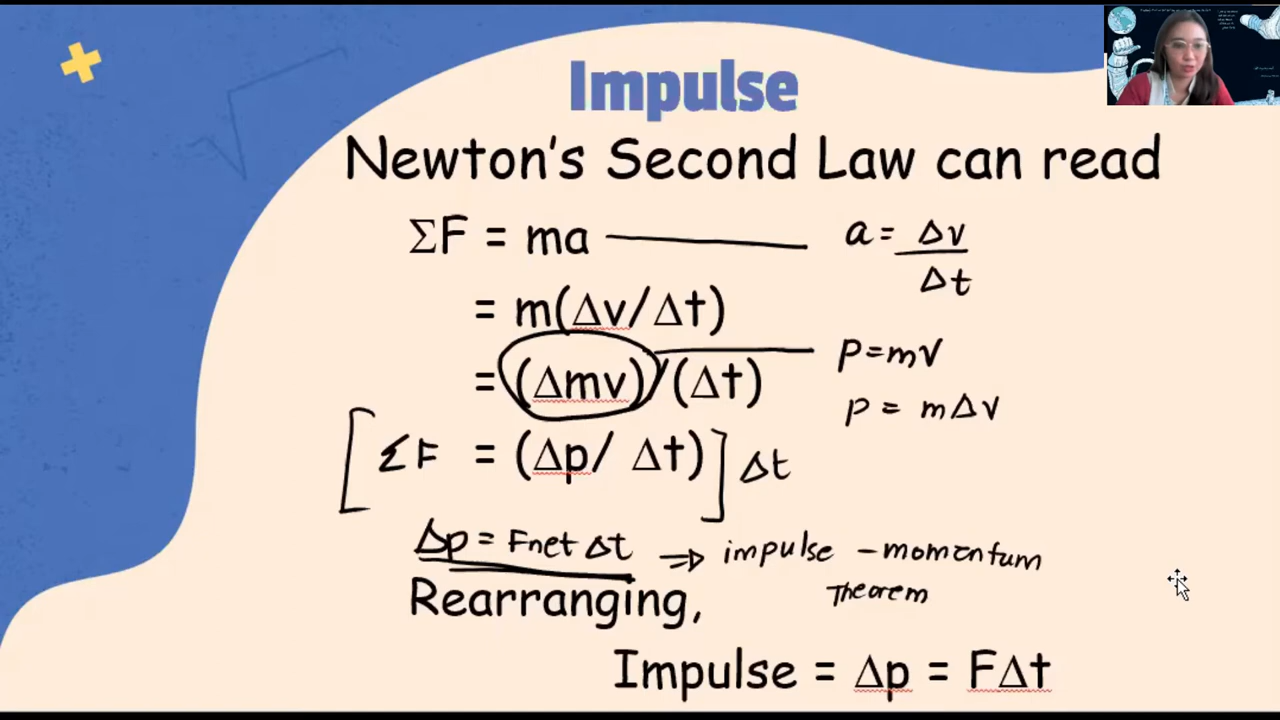 Impulse
Newton's Second Law can read
ΣF = ma
a = Δv
Δt
= m(Δv/Δt)
= (Δmv)/(Δt)
P = mv
p = mΔv
[ΣF = (Δp/ Δt)] Δt
Δp = Fnet Δt ⇒ impulse - momentum
Theorem
Rearranging,
Impulse = Δp = FΔt